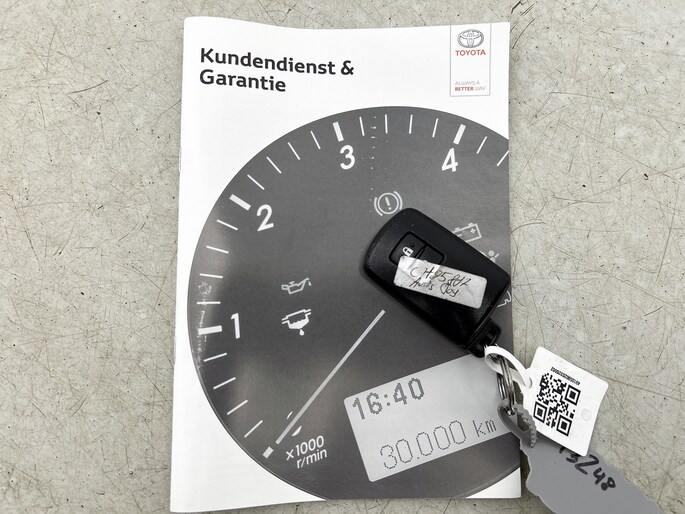 Kundendienst &
Garantie
TOYOTA
ALWAYS A
BETTER WAY
3
4
2
1
x1000
r/min
16:40
30.000 km